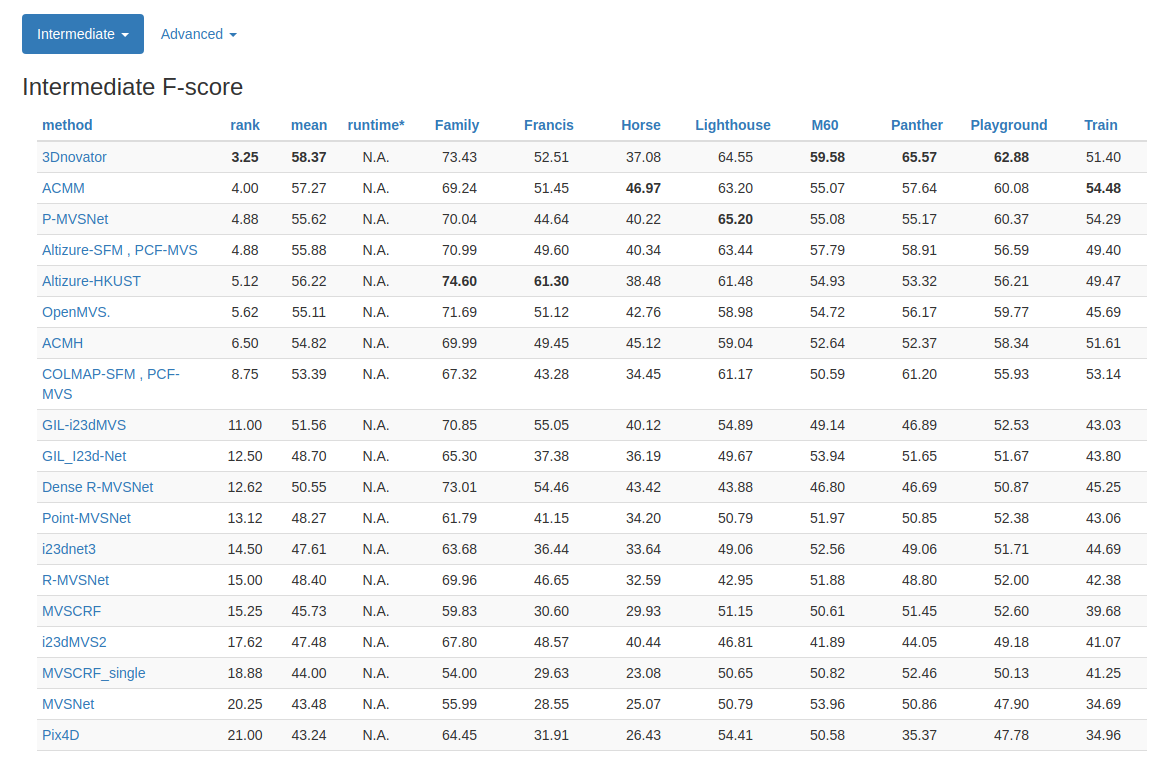 Intermediate Advanced
Intermediate F-score
method rank mean runtime* Family Francis Horse Lighthouse M60 Panther Playground Train
3Dnovator 3.25 58.37 N.A. 73.43 52.51 37.08 64.55 59.58 65.57 62.88 51.40
ACMM 4.00 57.27 N.A. 69.24 51.45 46.97 63.20 55.07 57.64 60.08 54.48
P-MVSNet 4.88 55.62 N.A. 70.04 44.64 40.22 65.20 55.08 55.17 60.37 54.29
Altizure-SFM , PCF-MVS 4.88 55.88 N.A. 70.99 49.60 40.34 63.44 57.79 58.91 56.59 49.40
Altizure-HKUST 5.12 56.22 N.A. 74.60 61.30 38.48 61.48 54.93 53.32 56.21 49.47
OpenMVS. 5.62 55.11 N.A. 71.69 51.12 42.76 58.98 54.72 56.17 59.77 45.69
ACMH 6.50 54.82 N.A. 69.99 49.45 45.12 59.04 52.64 52.37 58.34 51.61
COLMAP-SFM , PCF- 8.75 53.39 N.A. 67.32 43.28 34.45 61.17 50.59 61.20 55.93 53.14
MVS
GIL-i23dMVS 11.00 51.56 N.A. 70.85 55.05 40.12 54.89 49.14 46.89 52.53 43.03
GIL_I23d-Net 12.50 48.70 N.A. 65.30 37.38 36.19 49.67 53.94 51.65 51.67 43.80
Dense R-MVSNet 12.62 50.55 N.A. 73.01 54.46 43.42 43.88 46.80 46.69 50.87 45.25
Point-MVSNet 13.12 48.27 N.A. 61.79 41.15 34.20 50.79 51.97 50.85 52.38 43.06
i23dnet3 14.50 47.61 N.A. 63.68 36.44 33.64 49.06 52.56 49.06 51.71 44.69
R-MVSNet 15.00 48.40 N.A. 69.96 46.65 32.59 42.95 51.88 48.80 52.00 42.38
MVSCRF 15.25 45.73 N.A. 59.83 30.60 29.93 51.15 50.61 51.45 52.60 39.68
i23dMVS2 17.62 47.48 N.A. 67.80 48.57 40.44 46.81 41.89 44.05 49.18 41.07
MVSCRF_single 18.88 44.00 N.A. 54.00 29.63 23.08 50.65 50.82 52.46 50.13 41.25
MVSNet 20.25 43.48 N.A. 55.99 28.55 25.07 50.79 53.96 50.86 47.90 34.69
Pix4D 21.00 43.24 N.A. 64.45 31.91 26.43 54.41 50.58 35.37 47.78 34.96